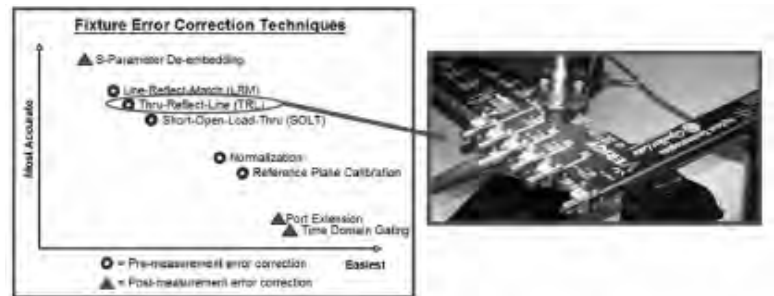 Fixture Error Correction Techniques
S-Parameter De-embedding
Line-Reflect-Match (LRM)
Thru-Reflect-Line (TRL)
Short-Open-Load-Thru (SOLT)
Normalization
Reference Plane Calibration
Port Extension
Time Domain Gating
Most Accurate
= Pre-measurement error correction
Easiest
= Post-measurement error correction